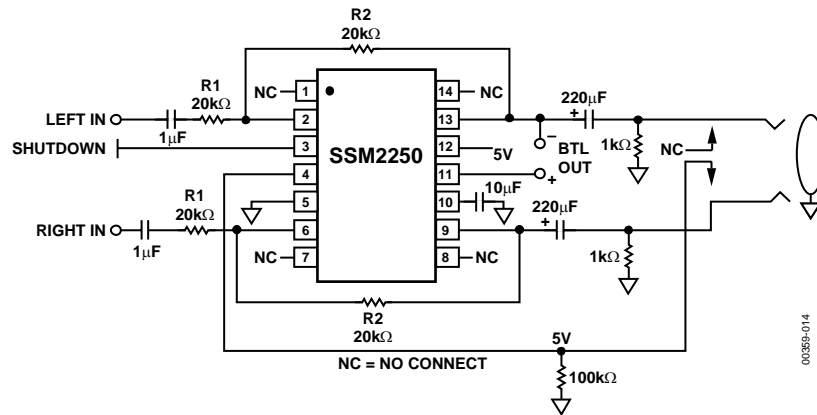 R2
20kΩ
R1
20kΩ
NC
1
14
NC
220µF
+
LEFT IN
1µF
2
13
SHUTDOWN
3
12
5V
–
BTL
OUT
+
1kΩ
NC
SSM2250
4
11
R1
20kΩ
5
10
10µF
220µF
+
RIGHT IN
1µF
6
9
NC
7
8
NC
1kΩ
R2
20kΩ
5V
NC = NO CONNECT
100kΩ
00359-014